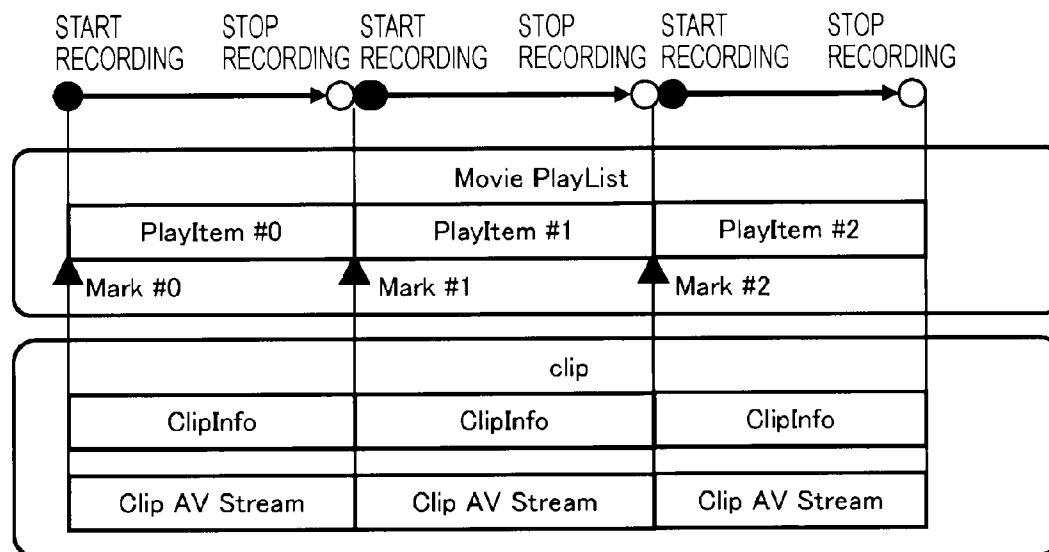 START RECORDING
STOP RECORDING
START RECORDING
STOP RECORDING
START RECORDING
STOP RECORDING
Movie PlayList
PlayItem #0
PlayItem #1
PlayItem #2
Mark #0
Mark #1
Mark #2
clip
ClipInfo
ClipInfo
ClipInfo
Clip AV Stream
Clip AV Stream
Clip AV Stream